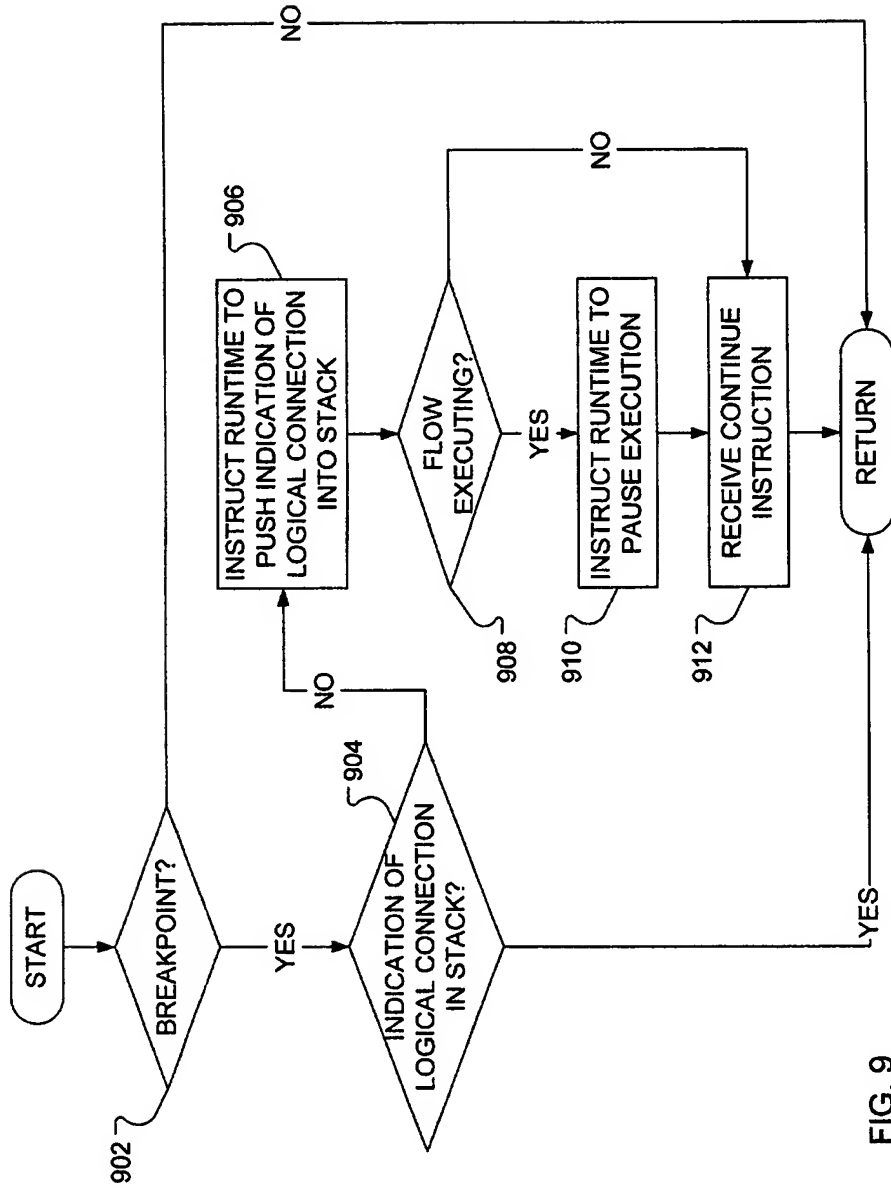 START
BREAKPOINT?
902
NO
YES
INDICATION OF
LOGICAL CONNECTION
IN STACK?
904
NO
INSTRUCT RUNTIME TO
PUSH INDICATION OF
LOGICAL CONNECTION
INTO STACK
906
FLOW
EXECUTING?
908
NO
YES
INSTRUCT RUNTIME TO
PAUSE EXECUTION
910
RECEIVE CONTINUE
INSTRUCTION
912
YES
RETURN
FIG. 9